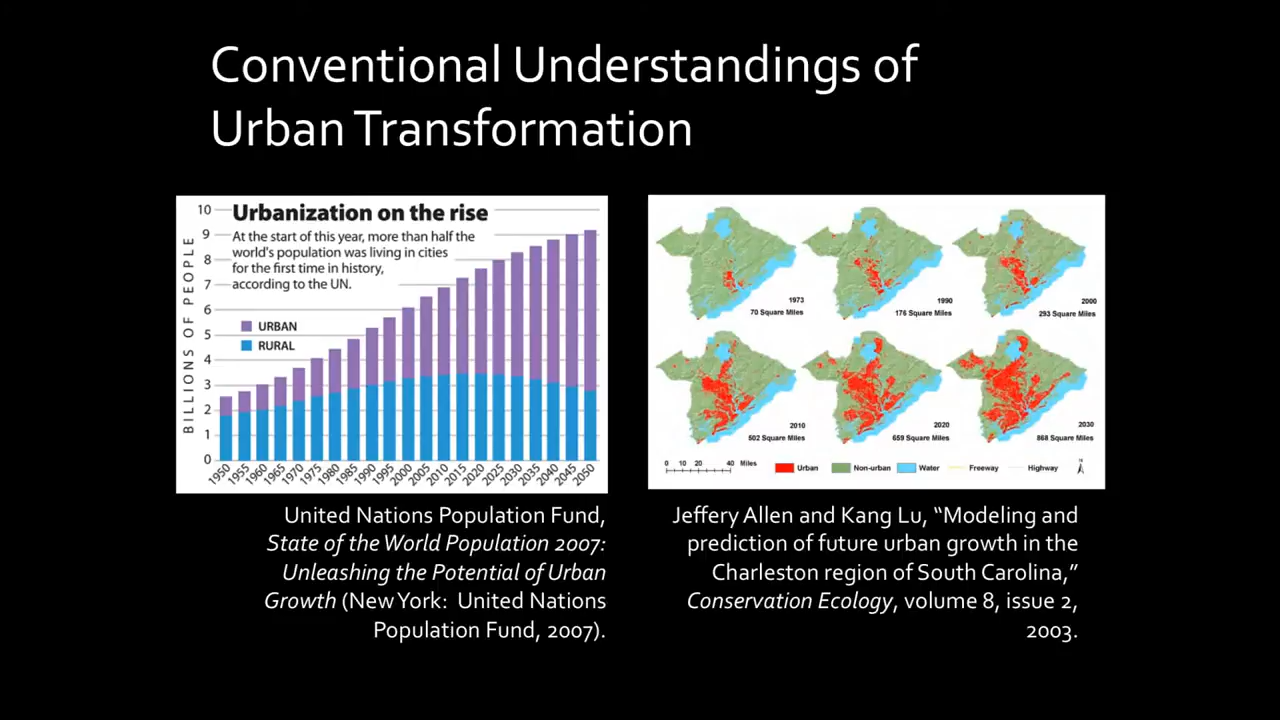 Conventional Understandings of
Urban Transformation
Urbanization on the rise
At the start of this year, more than half the
world's population was living in cities
for the first time in history,
according to the UN.
BILLIONS OF PEOPLE
10
9
8
7
6
5
4
3
2
1
0
URBAN
RURAL
1950 1955 1960 1965 1970 1975 1980 1985 1990 1995 2000 2005 2010 2015 2020 2025 2030 2035 2040 2045 2050
1973
70 Square Miles
1990
176 Square Miles
2000
293 Square Miles
2010
502 Square Miles
2020
659 Square Miles
2030
868 Square Miles
0 10 20 40 Miles
Urban Non-urban Water Freeway Highway
United Nations Population Fund,
State of the World Population 2007:
Unleashing the Potential of Urban
Growth (New York: United Nations
Population Fund, 2007).
Jeffery Allen and Kang Lu, “Modeling and
prediction of future urban growth in the
Charleston region of South Carolina,”
Conservation Ecology, volume 8, issue 2,
2003.